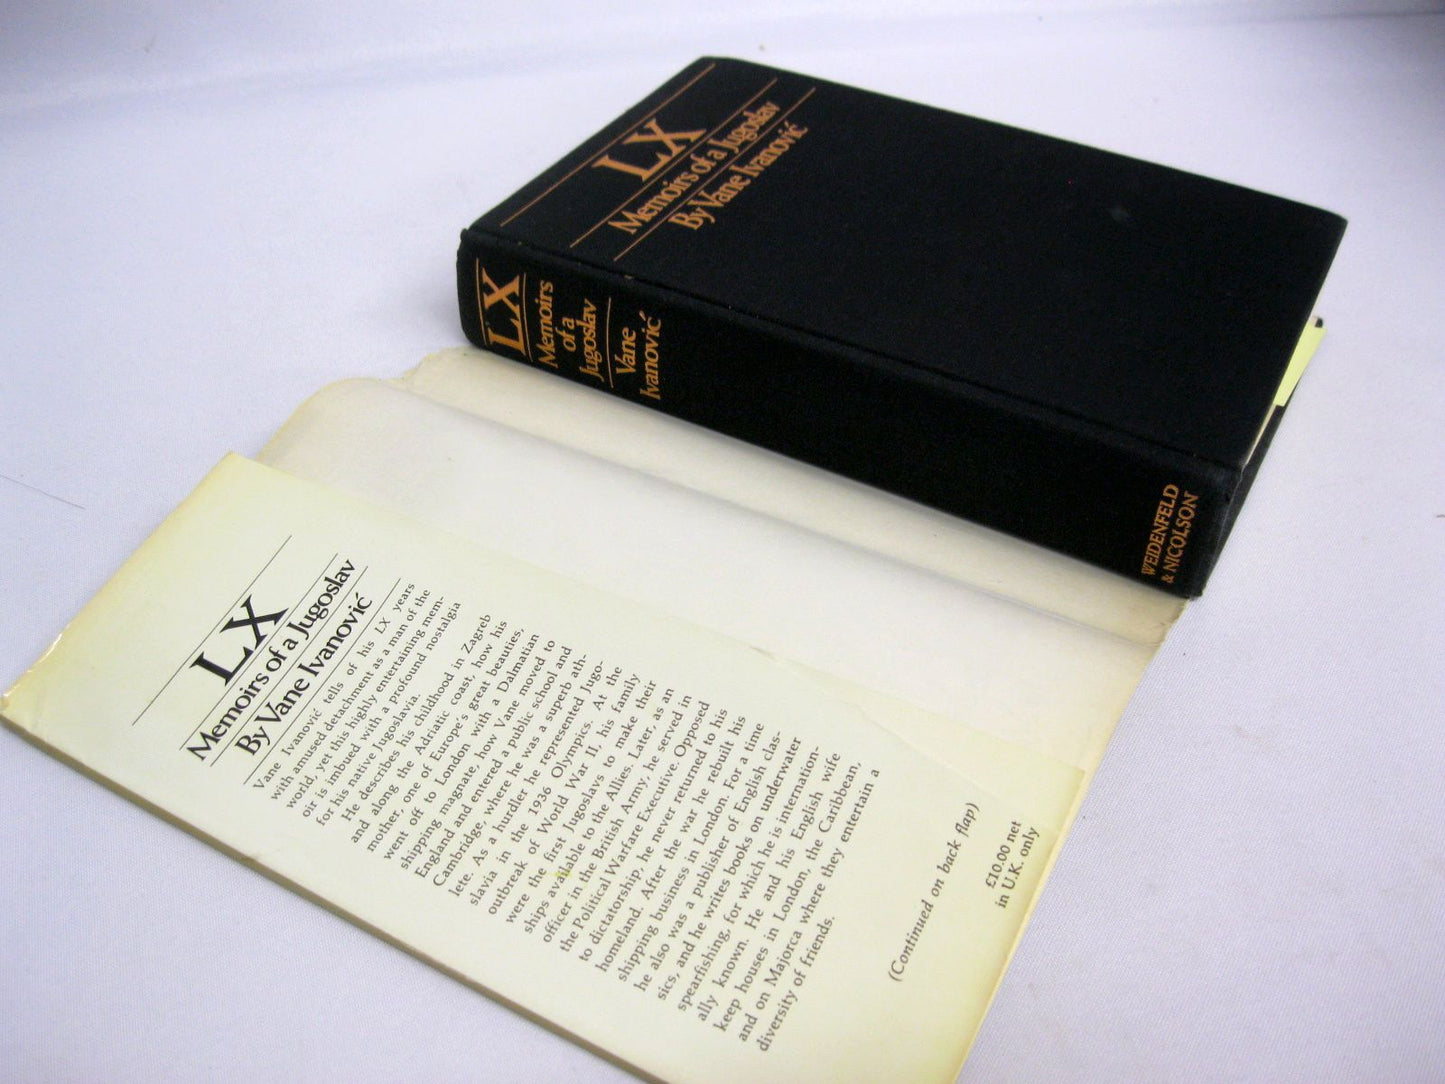 LX
Memoirs of a Jugoslav
By Vane Ivanović
LX
Memoirs
of a
Jugoslav
Vane
Ivanović
WEIDENFELD
& NICOLSON
LX
Memoirs of a Jugoslav
By Vane Ivanović
Vane Ivanović tells of his LX years
with amused detachment as a man of the
world, yet this highly entertaining mem-
oir is imbued with a profound nostalgia
for his native Jugoslavia.
He describes his childhood in Zagreb
and along the Adriatic coast, how his
mother, one of Europe's great beauties,
went off to London with a Dalmatian
shipping magnate, how Vane moved to
England and entered a public school and
Cambridge, where he was a superb ath-
lete. As a hurdler he represented Jugo-
slavia in the 1936 Olympics. At the
outbreak of World War II, his family
were the first Jugoslavs to make their
ships available to the Allies. Later, as an
officer in the British Army, he served in
the Political Warfare Executive. Opposed
to dictatorship, he never returned to his
homeland. After the war he rebuilt his
shipping business in London. For a time
he also was a publisher of English clas-
sics, and he writes books on underwater
spearfishing, for which he is internation-
ally known. He and his English wife
keep houses in London, the Caribbean,
and on Majorca where they entertain a
diversity of friends.
(Continued on back flap)
£10.00 net
in U.K. only